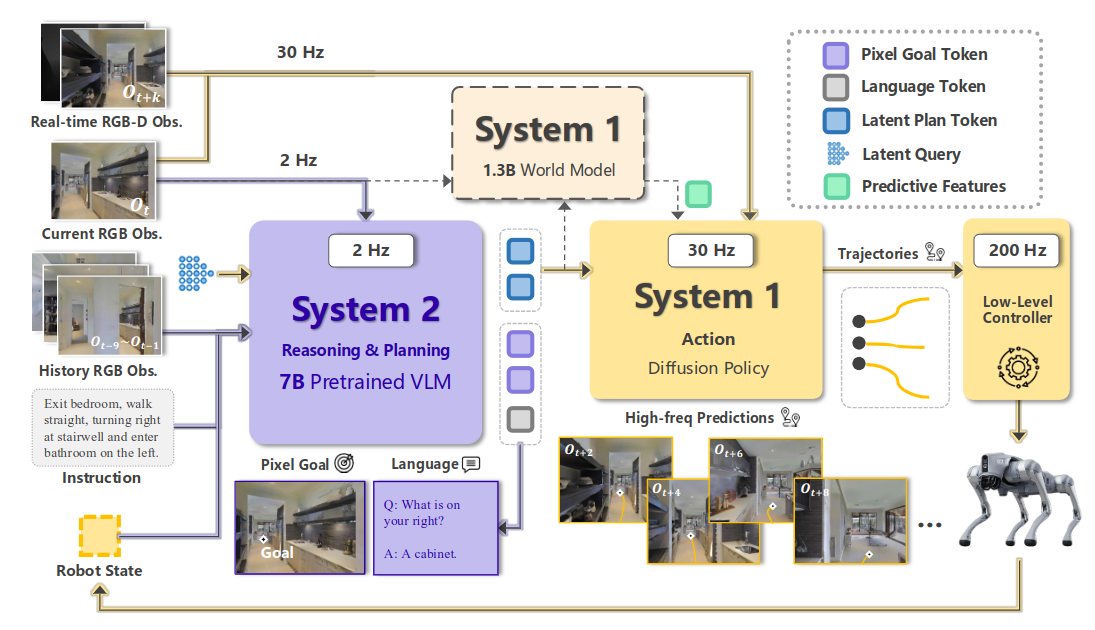 30 Hz
O_{t+k}
Real-time RGB-D Obs.
2 Hz
O_t
Current RGB Obs.
O_{t-9}~O_{t-1}
History RGB Obs.
Exit bedroom, walk
straight, turning right
at stairwell and enter
bathroom on the left.
Instruction
Robot State
System 1
1.3B World Model
Pixel Goal Token
Language Token
Latent Plan Token
Latent Query
Predictive Features
2 Hz
System 2
Reasoning & Planning
7B Pretrained VLM
30 Hz
System 1
Action
Diffusion Policy
Trajectories
200 Hz
Low-Level
Controller
Pixel Goal
Goal
Language
Q: What is on
your right?
A: A cabinet.
High-freq Predictions
O_{t+2}
O_{t+4}
O_{t+6}
O_{t+8}
...